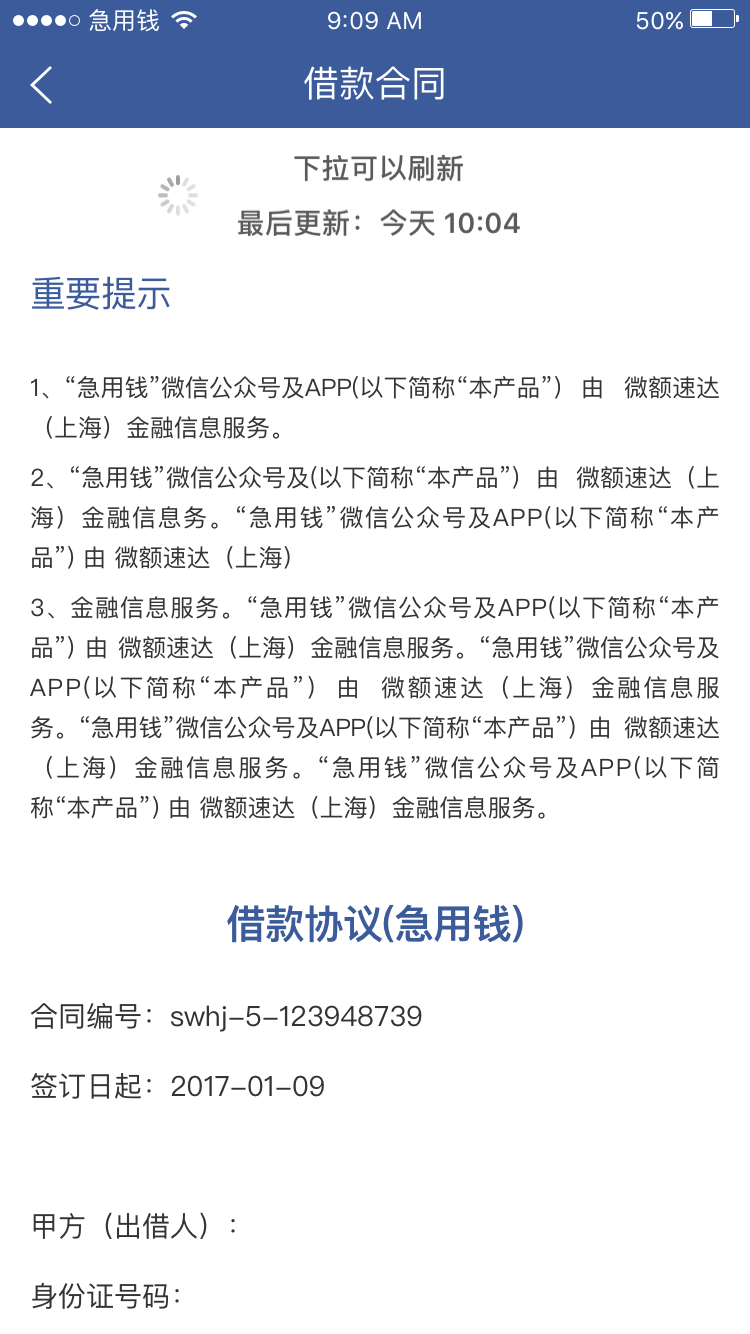 急用钱 9:09 AM 50%
借款合同
下拉可以刷新
最后更新：今天 10:04
重要提示
1、“急用钱”微信公众号及APP(以下简称“本产品”） 由 微额速达
（上海）金融信息服务。
2、“急用钱”微信公众号及(以下简称“本产品”）由 微额速达（上
海）金融信息务。“急用钱”微信公众号及APP(以下简称“本产
品”) 由 微额速达（上海）
3、金融信息服务。“急用钱”微信公众号及APP(以下简称“本产
品”) 由 微额速达（上海）金融信息服务。“急用钱”微信公众号及
APP(以下简称“本产品”） 由 微额速达（上海）金融信息服
务。“急用钱”微信公众号及APP(以下简称“本产品”）由 微额速达
（上海）金融信息服务。“急用钱”微信公众号及APP(以下简
称“本产品”) 由 微额速达（上海）金融信息服务。
借款协议(急用钱)
合同编号：swhj-5-123948739
签订日起：2017-01-09
甲方（出借人）:
身份证号码：